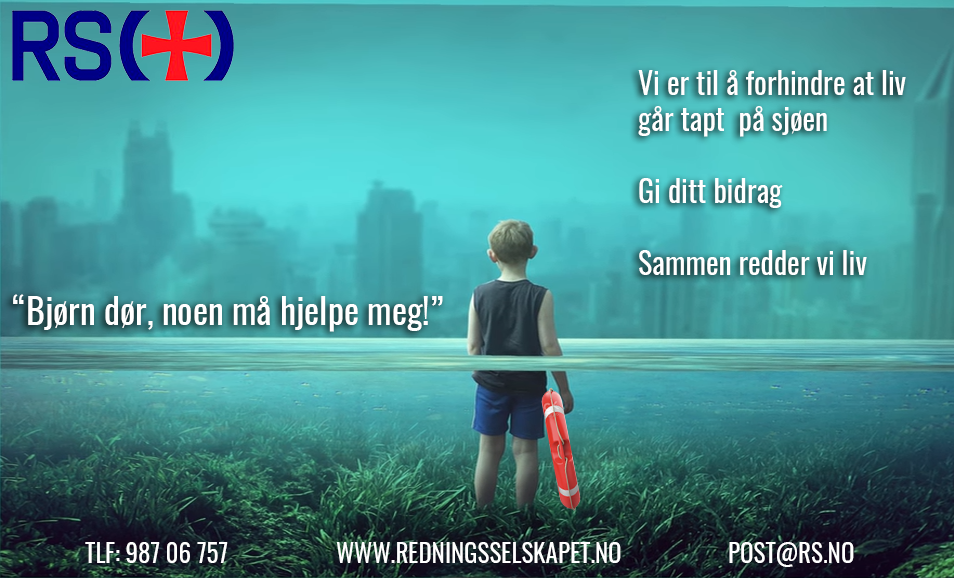 RS(+)
Vi er til å forhindre at liv
går tapt på sjøen
Gi ditt bidrag
Sammen redder vi liv
“Bjørn dør, noen må hjelpe meg!”
TLF: 987 06 757 WWW.REDNINGSSELSKAPET.NO POST@RS.NO